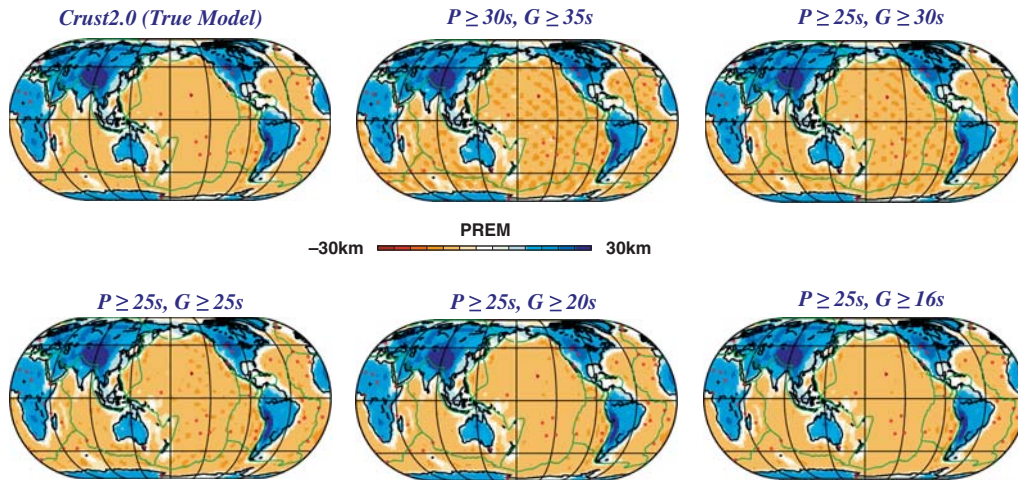 Crust2.0 (True Model)
P ≥ 30s, G ≥ 35s
P ≥ 25s, G ≥ 30s
PREM
–30km
30km
P ≥ 25s, G ≥ 25s
P ≥ 25s, G ≥ 20s
P ≥ 25s, G ≥ 16s